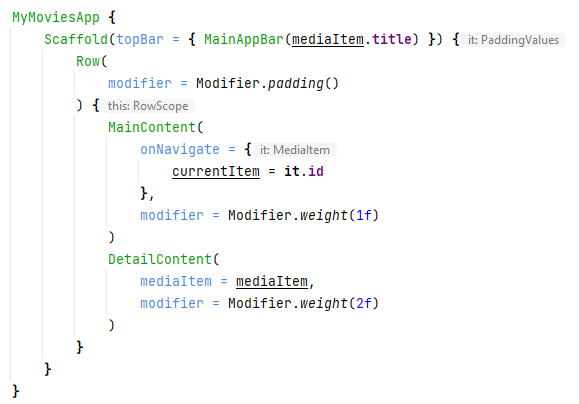 MyMoviesApp {
    Scaffold(topBar = { MainAppBar(mediaItem.title) }) { it: PaddingValues
        Row(
            modifier = Modifier.padding()
        ) { this: RowScope
            MainContent(
                onNavigate = { it: MediaItem
                    currentItem = it.id
                },
                modifier = Modifier.weight(1f)
            )
            DetailContent(
                mediaItem = mediaItem,
                modifier = Modifier.weight(2f)
            )
        }
    }
}